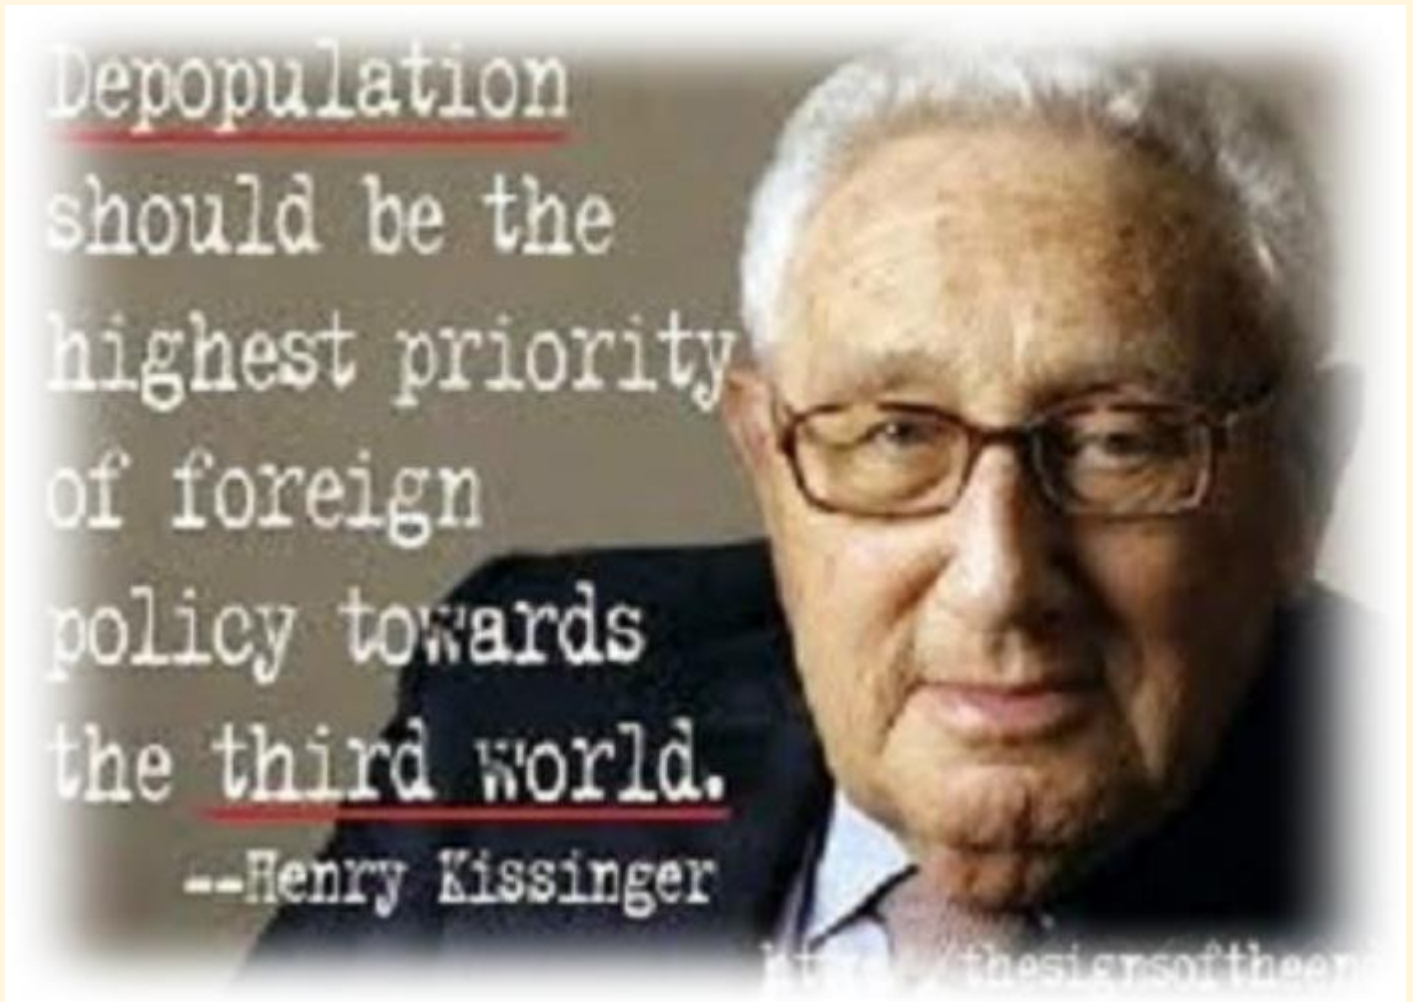 Depopulation
should be the
highest priority
of foreign
policy towards
the third world.
--Henry Kissinger